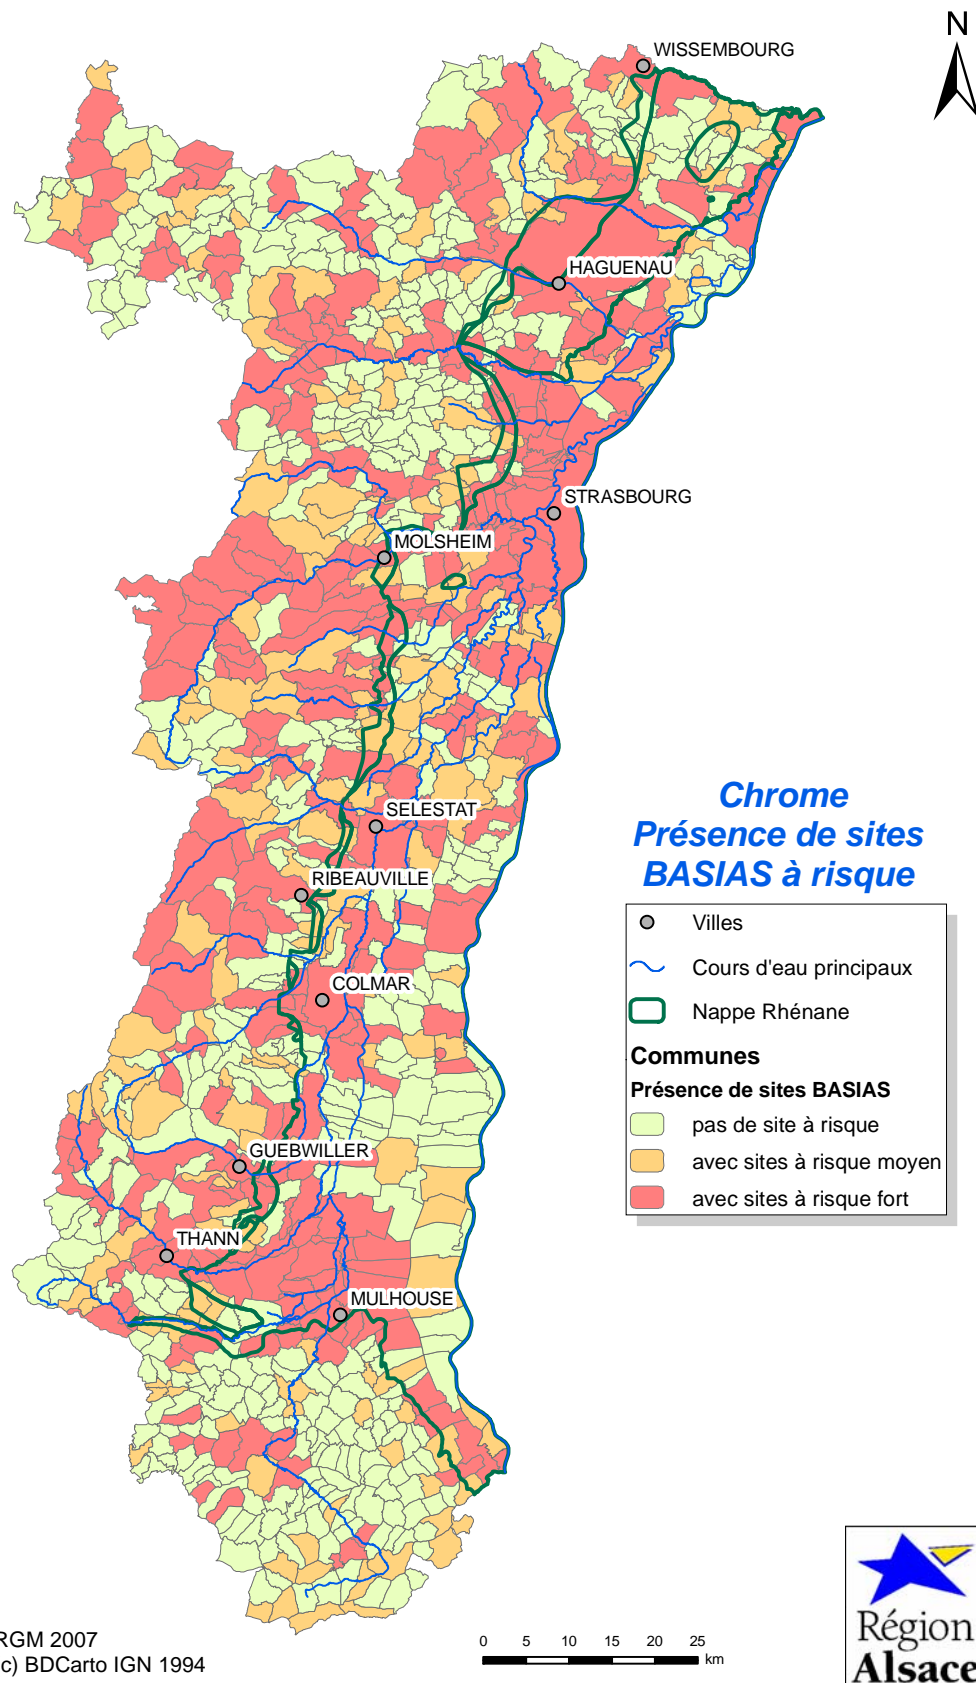 N
WISSEMBOURG
HAGUENAU
STRASBOURG
MOLSHEIM
SELESTAT
RIBEAUVILLE
COLMAR
GUEBWILLER
THANN
MULHOUSE
Chrome
Présence de sites
BASIAS à risque
Villes
Cours d'eau principaux
Nappe Rhénane
Communes
Présence de sites BASIAS
pas de site à risque
avec sites à risque moyen
avec sites à risque fort
RGM 2007
c) BDCarto IGN 1994
0 5 10 15 20 25
km
Région
Alsace